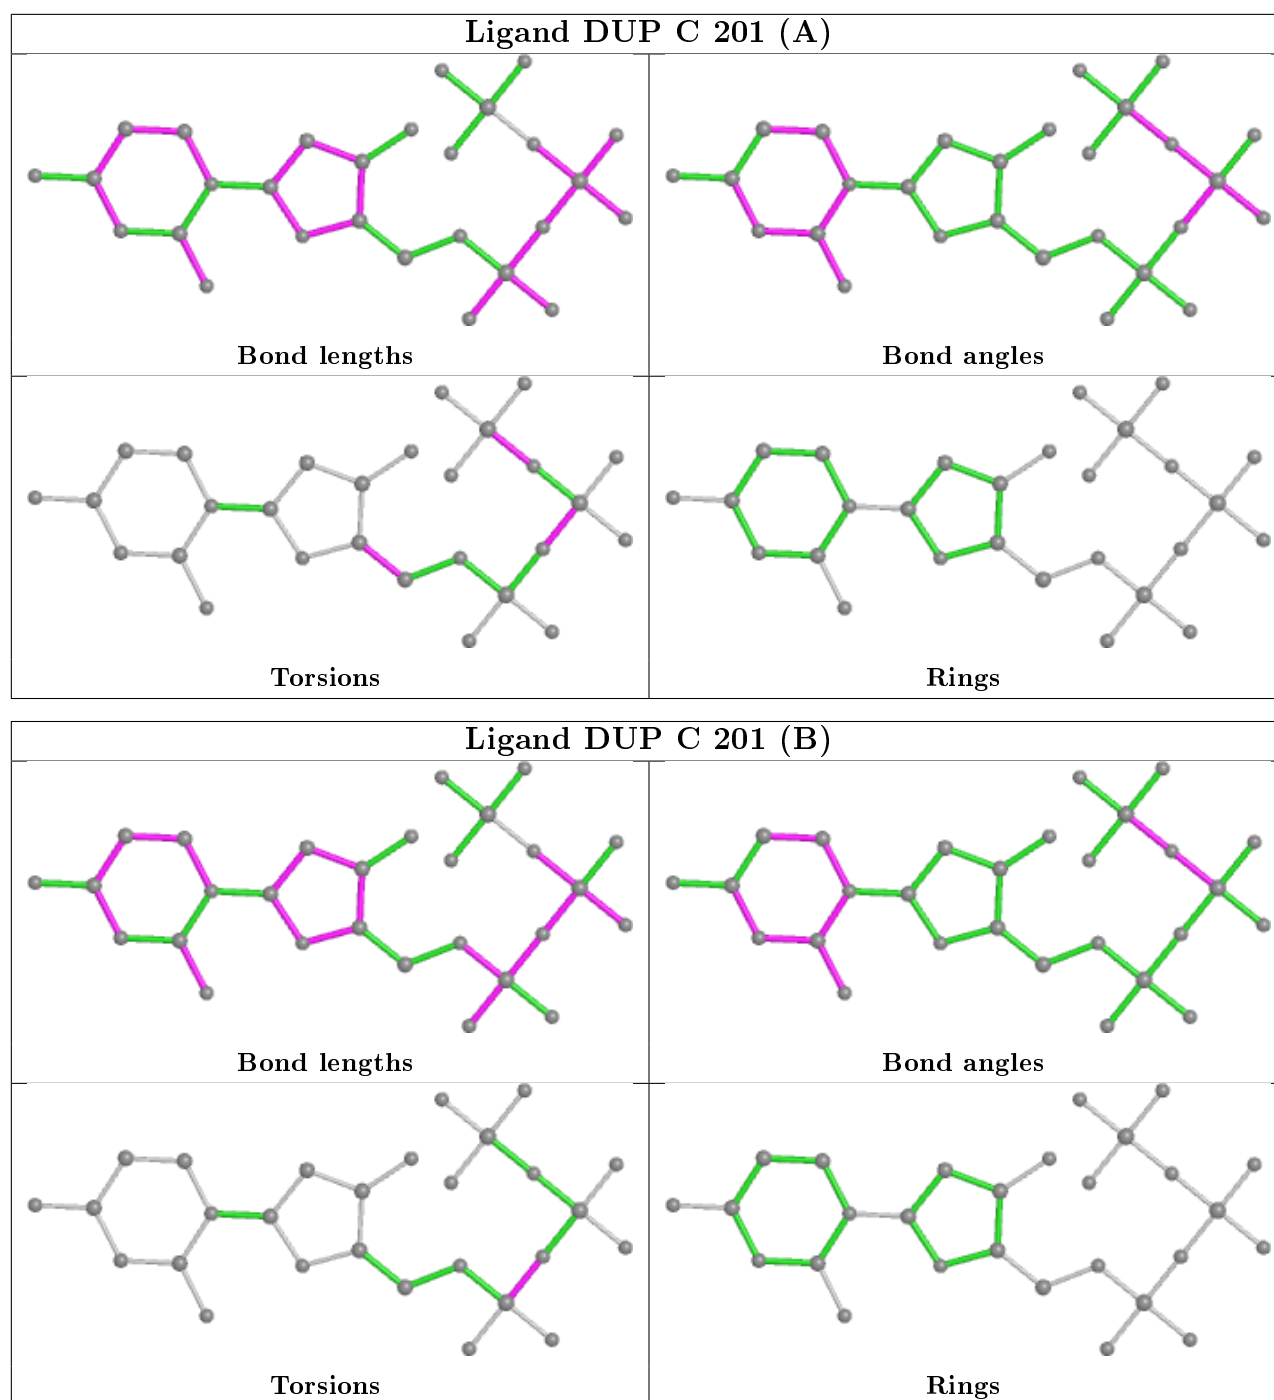 Ligand DUP C 201 (A)
Bond lengths
Bond angles
Torsions
Rings
Ligand DUP C 201 (B)
Bond lengths
Bond angles
Torsions
Rings